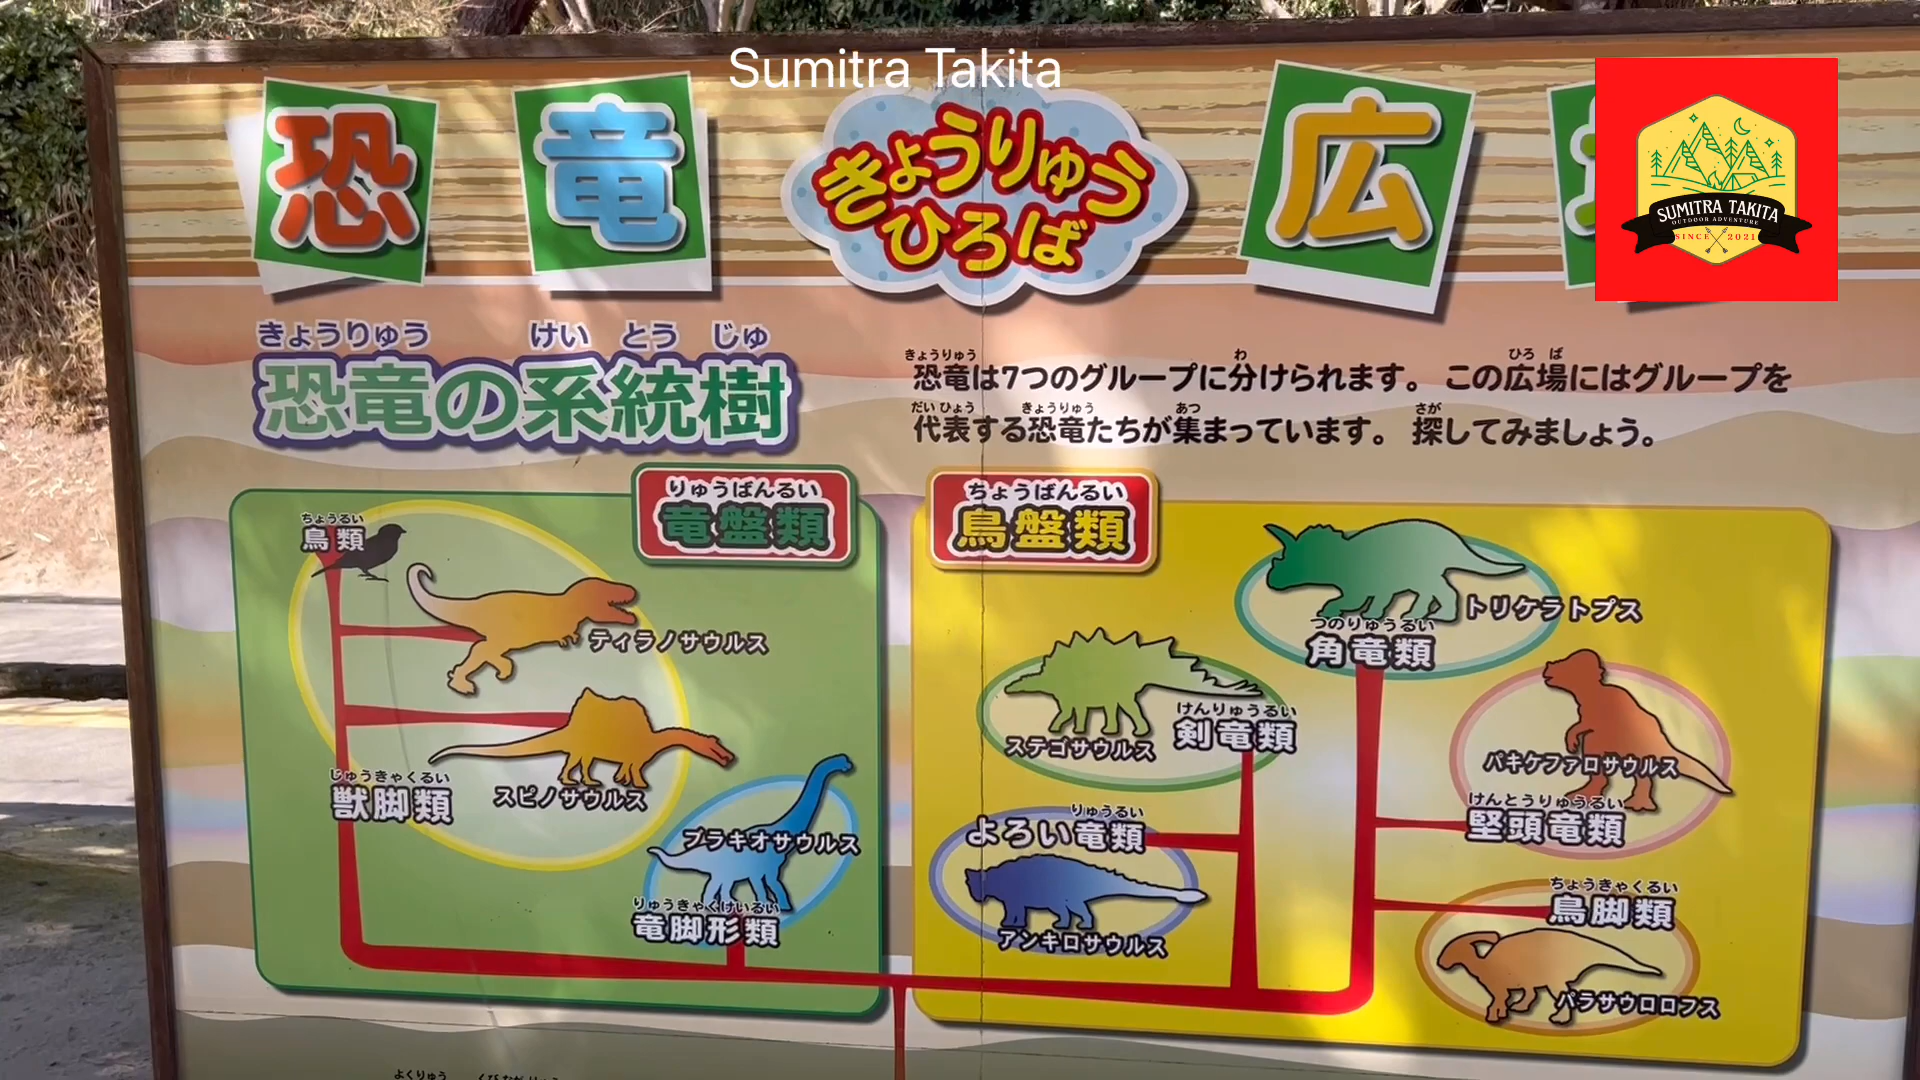 Sumitra Takita
恐 竜
きょうりゅう
ひろば
広
SUMITRA TAKITA
OUTDOOR ADVENTURE
SINCE 2021
きょうりゅう けい とう じゅ
恐竜の系統樹
きょうりゅう わ ひろ ば
恐竜は7つのグループに分けられます。 この広場にはグループを
だい ひょう きょうりゅう あつ さが
代表する恐竜たちが集まっています。 探してみましょう。
りゅうばんるい
竜盤類
ちょうるい
鳥類
ティラノサウルス
じゅうきゃくるい
獣脚類
スピノサウルス
ブラキオサウルス
りゅうきゃくけいるい
竜脚形類
ちょうばんるい
鳥盤類
トリケラトプス
つのりゅうるい
角竜類
けんりゅうるい
剣竜類
ステゴサウルス
パキケファロサウルス
けんとうりゅうるい
堅頭竜類
りゅうるい
よろい竜類
アンキロサウルス
ちょうきゃくるい
鳥脚類
パラサウロロフス